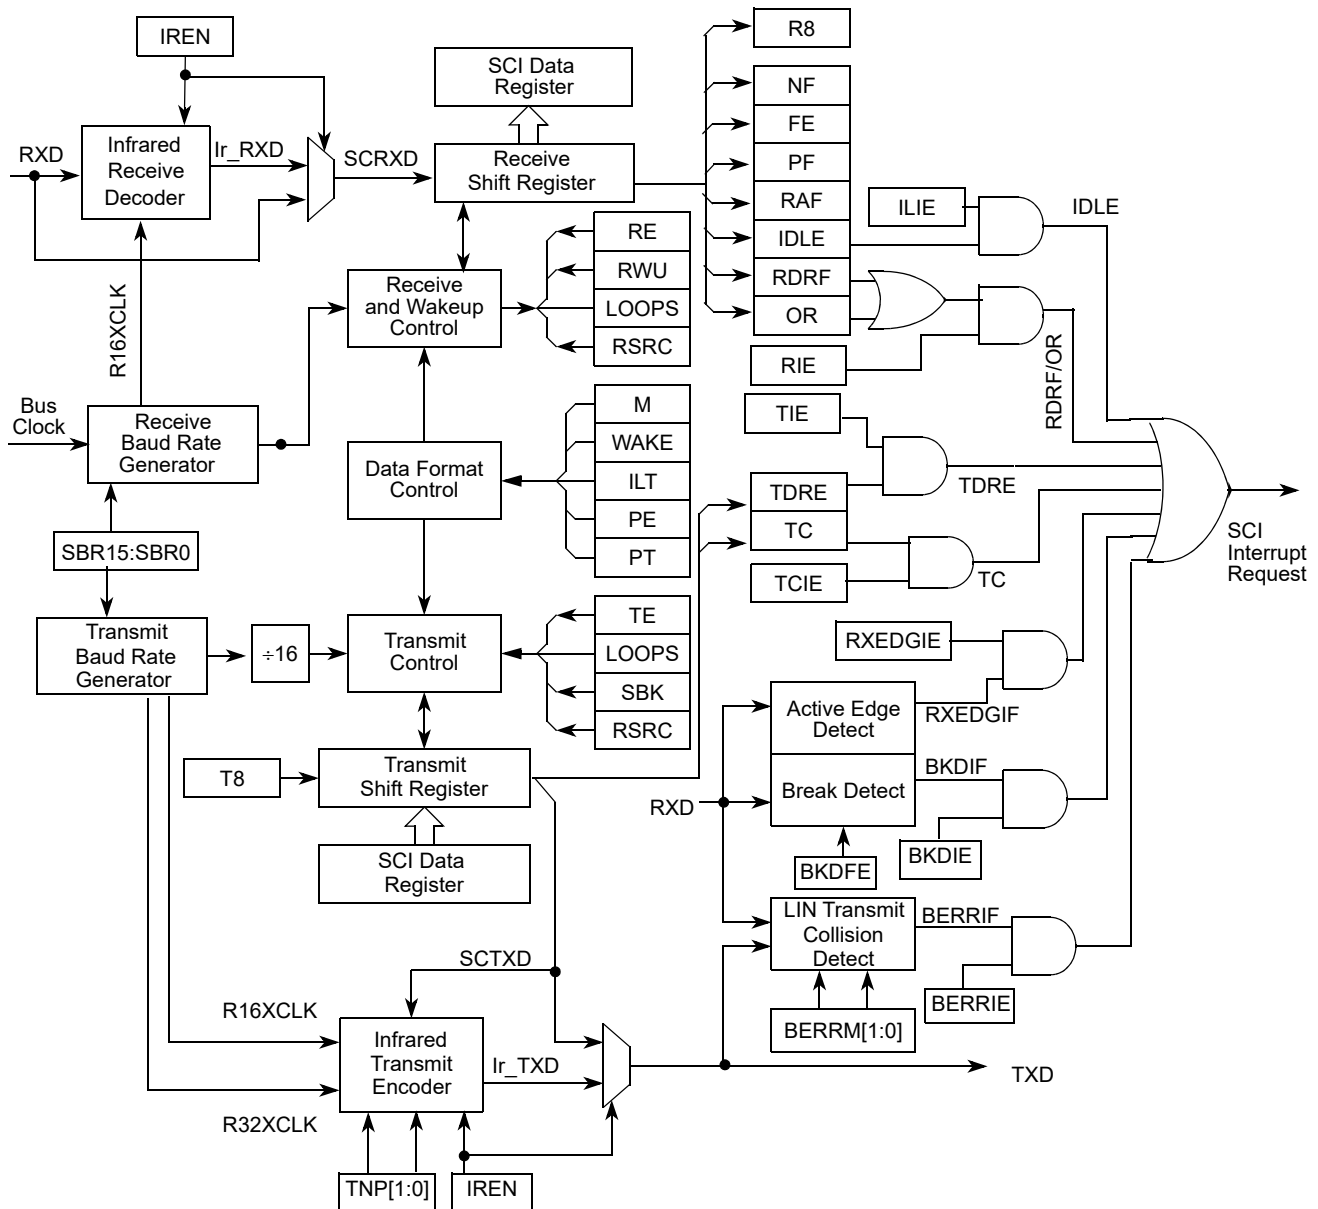 IREN
R8
SCI Data
Register
NF
FE
PF
RAF
IDLE
RDRF
OR
RXD
Infrared
Receive
Decoder
Ir_RXD
SCRXD
Receive
Shift Register
ILIE
IDLE
RE
RWU
LOOPS
RSRC
Receive
and Wakeup
Control
R16XCLK
RIE
RDRF/OR
Bus
Clock
Receive
Baud Rate
Generator
M
WAKE
ILT
PE
PT
Data Format
Control
TIE
TDRE
TC
TDRE
TCIE
TC
SCI
Interrupt
Request
SBR15:SBR0
Transmit
Baud Rate
Generator
÷16
Transmit
Control
TE
LOOPS
SBK
RSRC
RXEDGIE
Active Edge
Detect
RXEDGIF
Break Detect
BKDIF
RXD
BKDFE
BKDIE
T8
Transmit
Shift Register
SCI Data
Register
LIN Transmit
Collision
Detect
BERRIF
BERRIE
BERRM[1:0]
SCTXD
R16XCLK
Infrared
Transmit
Encoder
Ir_TXD
R32XCLK
TXD
TNP[1:0]
IREN